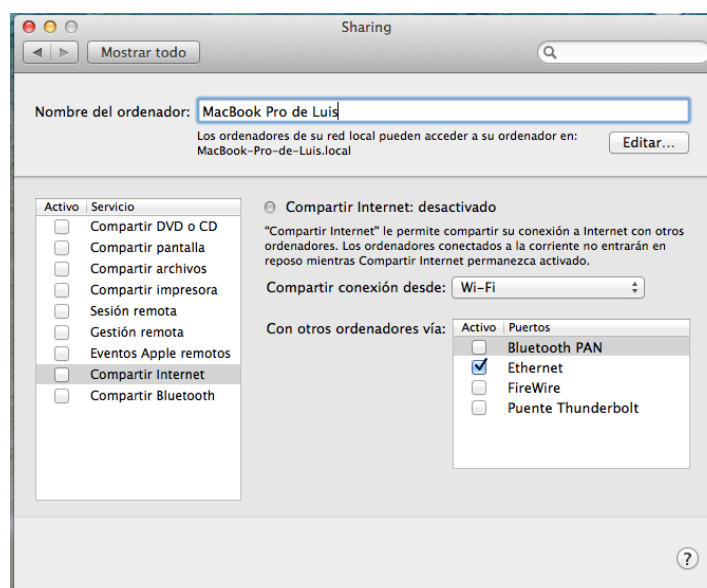 Sharing
Mostrar todo
Nombre del ordenador: MacBook Pro de Luis
Los ordenadores de su red local pueden acceder a su ordenador en:
MacBook-Pro-de-Luis.local
Editar...
Activo Servicio
Compartir DVD o CD
Compartir pantalla
Compartir archivos
Compartir impresora
Sesión remota
Gestión remota
Eventos Apple remotos
Compartir Internet
Compartir Bluetooth
Compartir Internet: desactivado
"Compartir Internet" le permite compartir su conexión a Internet con otros
ordenadores. Los ordenadores conectados a la corriente no entrarán en
reposo mientras Compartir Internet permanezca activado.
Compartir conexión desde: Wi-Fi
Con otros ordenadores vía:
Activo Puertos
Bluetooth PAN
Ethernet
FireWire
Puente Thunderbolt
?